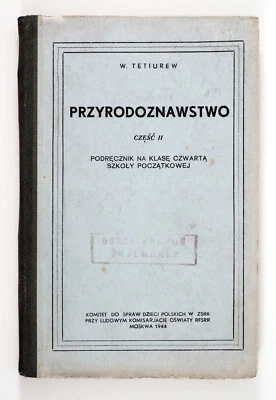 W. TETIUREW
PRZYRODOZNAWSTWO
CZĘŚĆ II
PODRĘCZNIK NA KLASĘ CZWARTĄ
SZKOŁY POCZĄTKOWEJ
KOMITET DO SPRAW DZIECI POLSKICH W ZSRR
PRZY LUDOWYM KOMISARJACIE OŚWIATY RFSRR
MOSKWA 1944